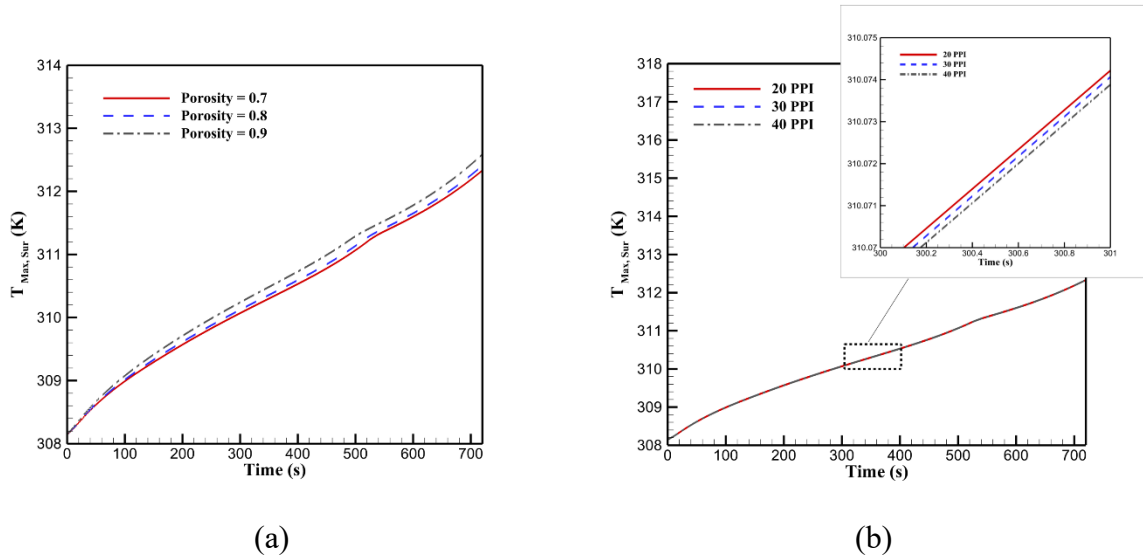 314
313
312
311
310
309
308
0 100 200 300 400 500 600 700
T Max, Sur (K)
Time (s)
Porosity = 0.7
Porosity = 0.8
Porosity = 0.9
(a)
318
317
316
315
314
313
312
311
310
309
308
0 100 200 300 400 500 600 700
T Max, Sur (K)
Time (s)
20 PPI
30 PPI
40 PPI
310.075
310.074
310.073
310.072
310.071
310.07
300 300.2 300.4 300.6 300.8 301
Time (s)
20 PPI
30 PPI
40 PPI
(b)